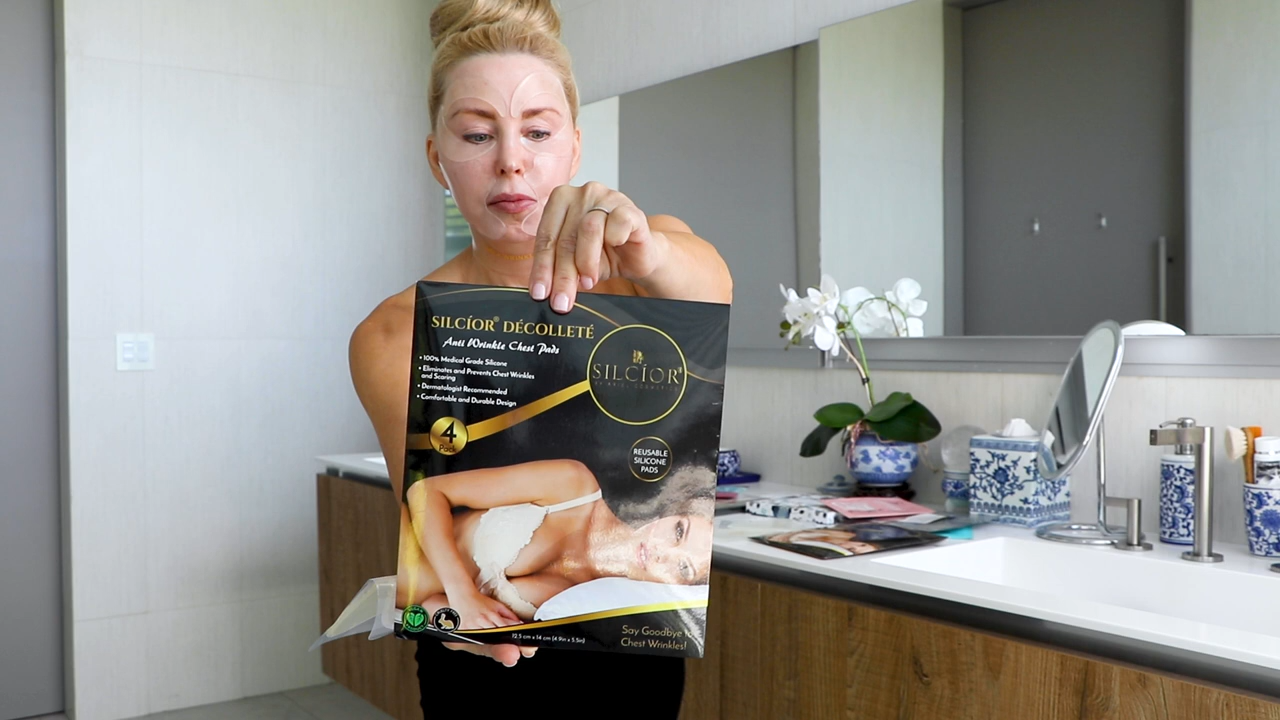 SILCÍOR® DÉCOLLETÉ
Anti Wrinkle Chest Pads
• 100% Medical Grade Silicone
• Eliminates and Prevents Chest Wrinkles
and Scaring
• Dermatologist Recommended
• Comfortable and Durable Design
SILCÍOR®
4
Pack
REUSABLE
SILICONE
PADS
12.5 cm x 14 cm (4.9in x 5.5in)
Say Goodbye to
Chest Wrinkles!